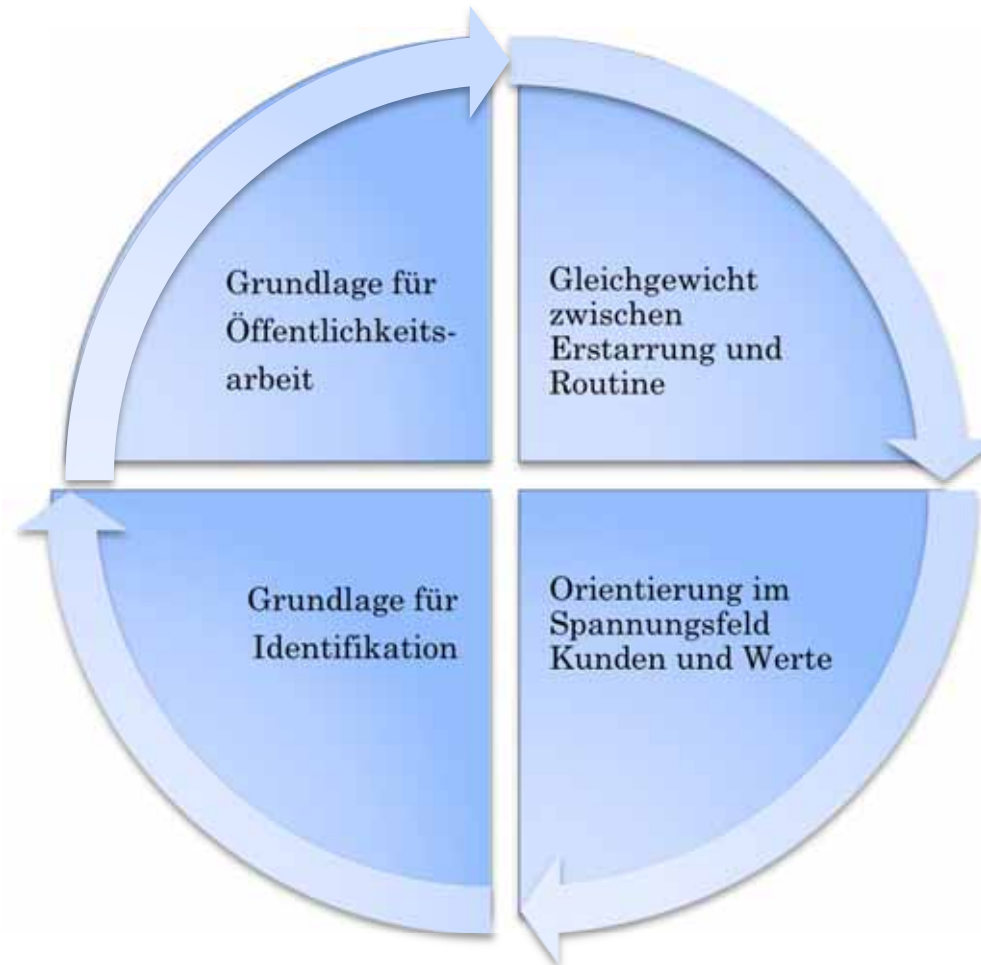 Grundlage für
Öffentlichkeits-
arbeit
Gleichgewicht
zwischen
Erstarrung und
Routine
Grundlage für
Identifikation
Orientierung im
Spannungsfeld
Kunden und Werte